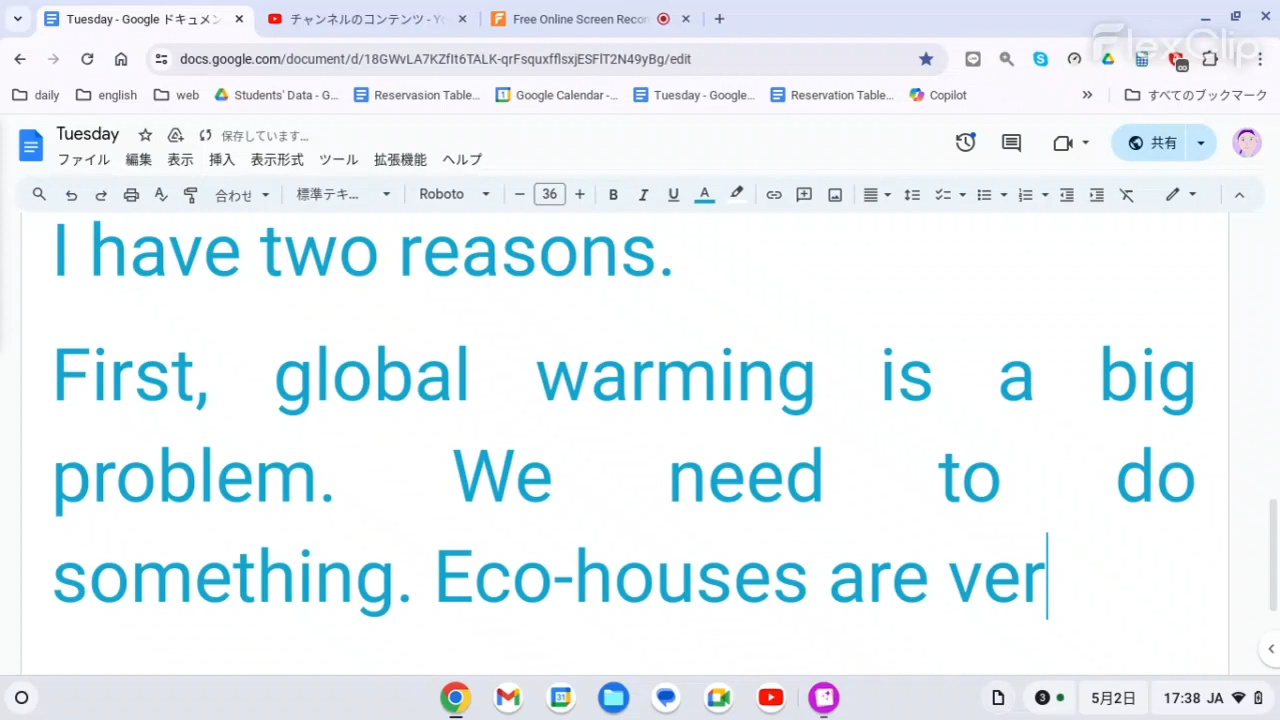 Tuesday - Google ドキュメン
チャンネルのコンテンツ - Yo
Free Online Screen Recor
docs.google.com/document/d/18GWvLA7KZfIt6TALK-qrFsquxfflsxjESFlT2N49yBg/edit
FlexClip
daily
english
web
Students' Data - G...
Reservasion Table...
Google Calendar -...
Tuesday - Google...
Reservation Table...
Copilot
すべてのブックマーク
Tuesday
保存しています…
共有
ファイル 編集 表示 挿入 表示形式 ツール 拡張機能 ヘルプ
合わせ 標準テキ... Roboto 36 B I U A
I have two reasons.
First, global warming is a big
problem. We need to do
something. Eco-houses are ver
31
3
5月2日
17:38 JA